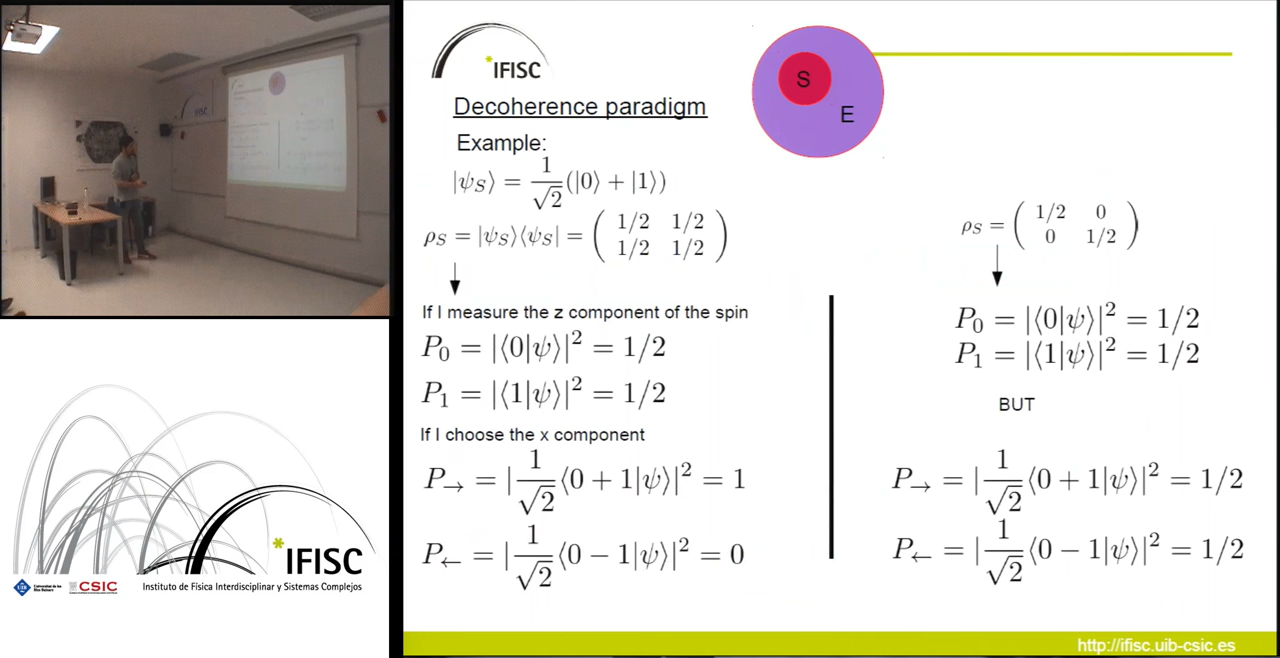 *IFISC
S
E
Decoherence paradigm
Example:
|ψ_S⟩ = 1/√2 (|0⟩ + |1⟩)
ρ_S = |ψ_S⟩⟨ψ_S| = ( 1/2 1/2
1/2 1/2 )
If I measure the z component of the spin
P_0 = |⟨0|ψ⟩|² = 1/2
P_1 = |⟨1|ψ⟩|² = 1/2
If I choose the x component
P_→ = |1/√2 ⟨0 + 1|ψ⟩|² = 1
P_← = |1/√2 ⟨0 − 1|ψ⟩|² = 0
ρ_S = ( 1/2 0
0 1/2 )
P_0 = |⟨0|ψ⟩|² = 1/2
P_1 = |⟨1|ψ⟩|² = 1/2
BUT
P_→ = |1/√2 ⟨0 + 1|ψ⟩|² = 1/2
P_← = |1/√2 ⟨0 − 1|ψ⟩|² = 1/2
http://ifisc.uib-csic.es
*IFISC
UIB
CSIC
Instituto de Física Interdisciplinar y Sistemas Complejos